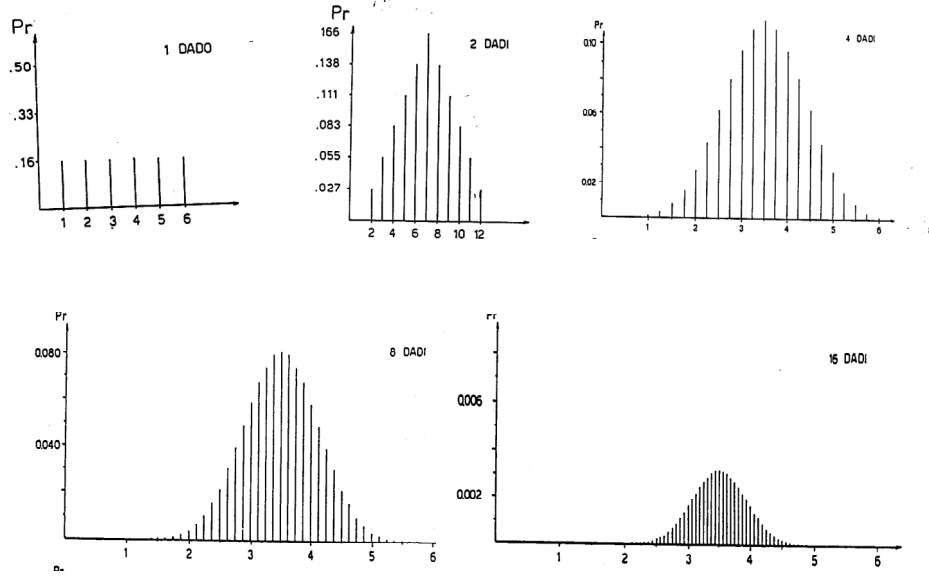 Pr
1 DADO
.50
.33
.16
1 2 3 4 5 6
Pr
2 DADI
.166
.138
.111
.083
.055
.027
2 4 6 8 10 12
Pr
4 DADI
0.10
0.06
0.02
1 2 3 4 5 6
Pr
8 DADI
0.080
0.040
1 2 3 4 5 6
Pr
Pr
16 DADI
0.006
0.002
1 2 3 4 5 6